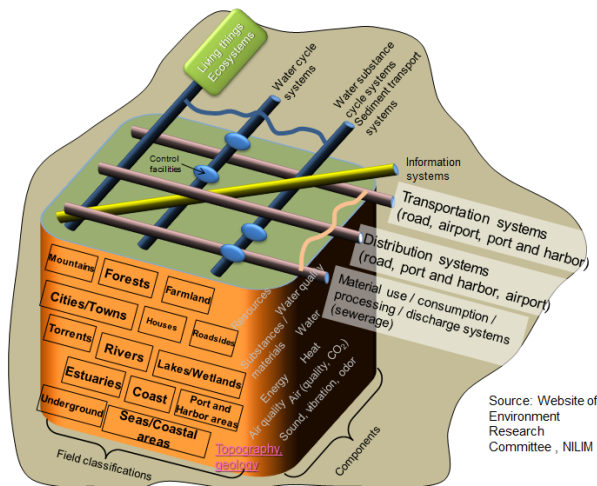 Living things
Ecosystems
Water cycle
systems
Water substance
cycle systems
Sediment transport
systems
Control
facilities
Information
systems
Transportation systems
(road, airport, port and harbor)
Distribution systems
(road, port and harbor, airport)
Material use / consumption /
processing / discharge systems
(sewerage)
Mountains
Forests
Farmland
Cities/Towns
Houses
Roadsides
Torrents
Rivers
Lakes/Wetlands
Estuaries
Coast
Port and
Harbor areas
Underground
Seas/Coastal
areas
Resources
Substances /
materials
Energy
Air quality
Water quality
Water
Heat
Air (quality, CO₂)
Sound, vibration, odor
Topography,
geology
Field classifications
Components
Source: Website of
Environment
Research
Committee , NILIM